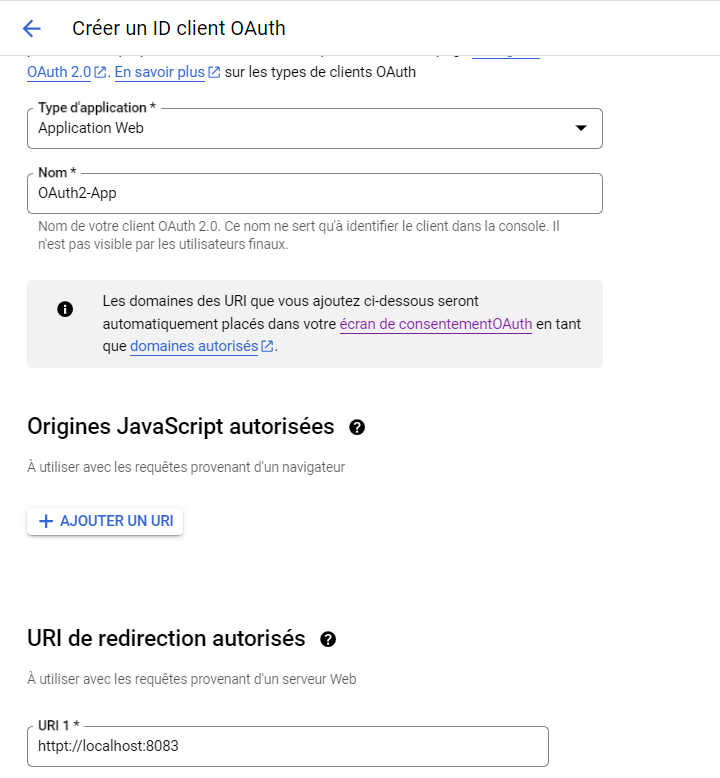 Créer un ID client OAuth
OAuth 2.0. En savoir plus sur les types de clients OAuth
Type d'application *
Application Web
Nom *
OAuth2-App
Nom de votre client OAuth 2.0. Ce nom ne sert qu'à identifier le client dans la console. Il
n'est pas visible par les utilisateurs finaux.
Les domaines des URI que vous ajoutez ci-dessous seront
automatiquement placés dans votre écran de consentementOAuth en tant
que domaines autorisés.
Origines JavaScript autorisées
À utiliser avec les requêtes provenant d'un navigateur
AJOUTER UN URI
URI de redirection autorisés
À utiliser avec les requêtes provenant d'un serveur Web
URI 1 *
httpt://localhost:8083